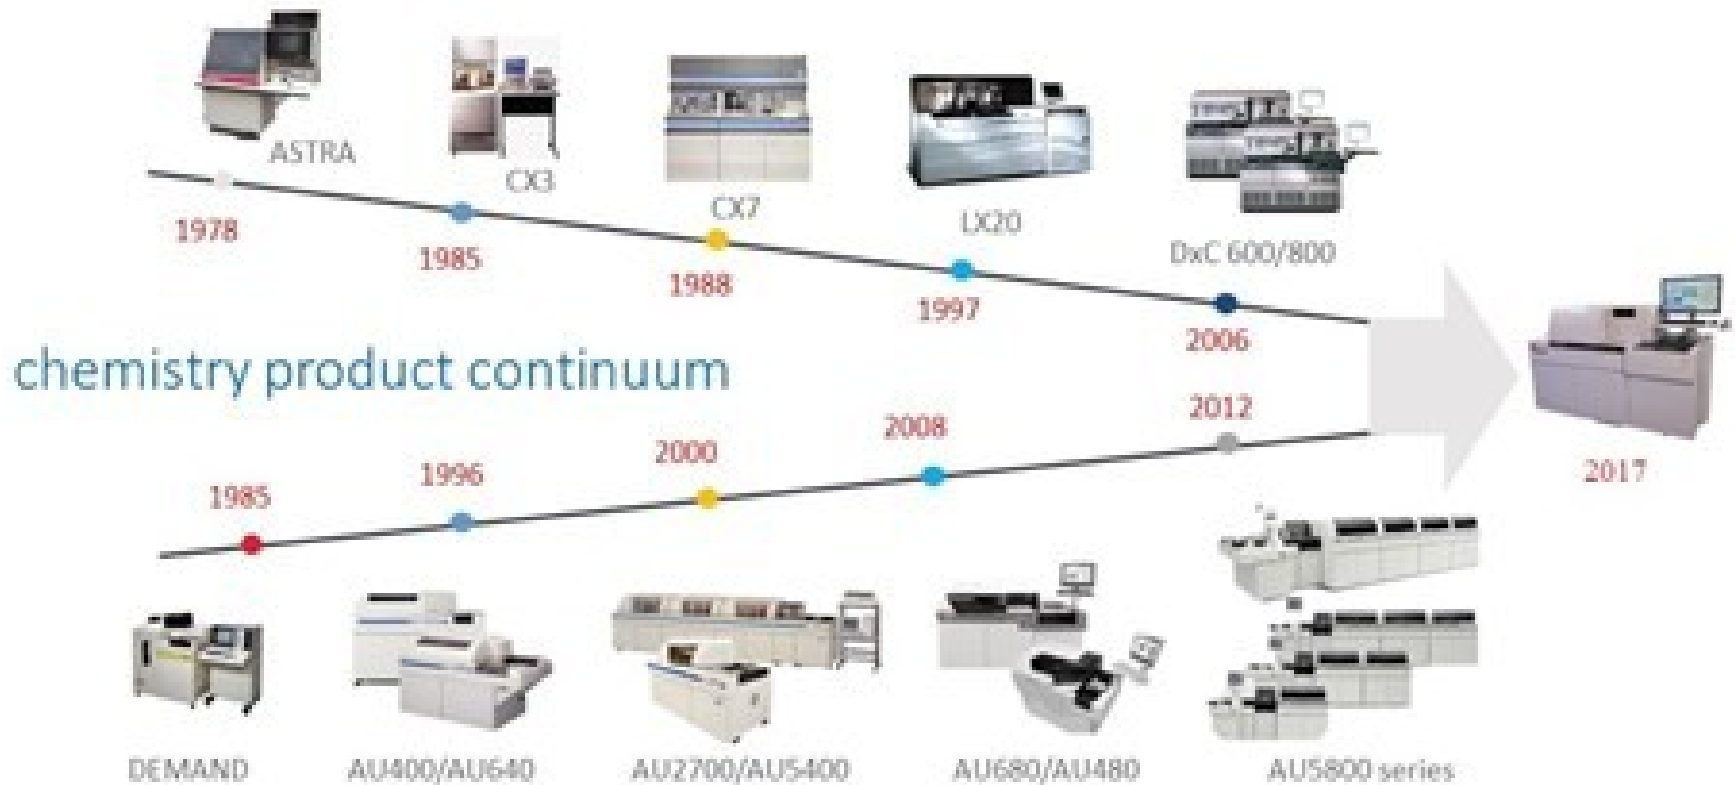 ASTRA
CX3
CX7
LX20
DxC 600/800
1978
1985
1988
1997
2006
chemistry product continuum
1985
1996
2000
2008
2012
2017
DEMAND
AU400/AU640
AU2700/AU5400
AU680/AU480
AU5800 series